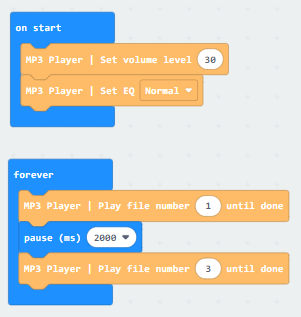 on start
MP3 Player | Set volume level 30
MP3 Player | Set EQ Normal
forever
MP3 Player | Play file number 1 until done
pause (ms) 2000
MP3 Player | Play file number 3 until done